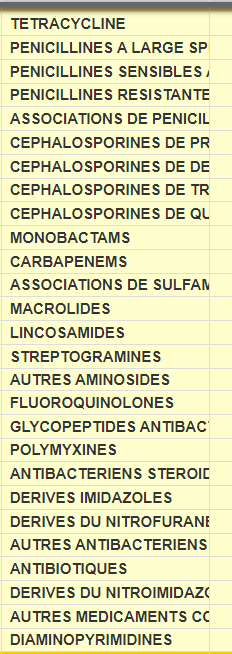 TETRACYCLINE
PENICILLINES A LARGE SP
PENICILLINES SENSIBLES
PENICILLINES RESISTANTE
ASSOCIATIONS DE PENICIL
CEPHALOSPORINES DE PR
CEPHALOSPORINES DE DE
CEPHALOSPORINES DE TR
CEPHALOSPORINES DE QU
MONOBACTAMS
CARBAPENEMS
ASSOCIATIONS DE SULFAM
MACROLIDES
LINCOSAMIDES
STREPTOGRAMINES
AUTRES AMINOSIDES
FLUOROQUINOLONES
GLYCOPEPTIDES ANTIBAC
POLYMYXINES
ANTIBACTERIENS STEROID
DERIVES IMIDAZOLES
DERIVES DU NITROFURANE
AUTRES ANTIBACTERIENS
ANTIBIOTIQUES
DERIVES DU NITROIMIDAZO
AUTRES MEDICAMENTS CO
DIAMINOPYRIMIDINES